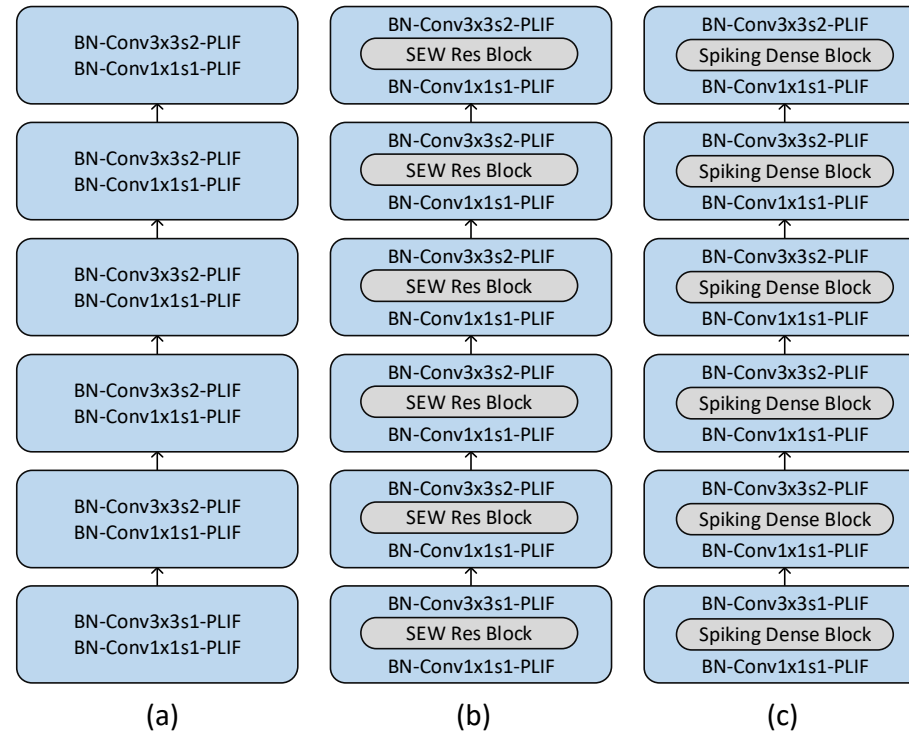 BN-Conv3x3s2-PLIF
BN-Conv1x1s1-PLIF
BN-Conv3x3s2-PLIF
BN-Conv1x1s1-PLIF
BN-Conv3x3s2-PLIF
BN-Conv1x1s1-PLIF
BN-Conv3x3s2-PLIF
BN-Conv1x1s1-PLIF
BN-Conv3x3s2-PLIF
BN-Conv1x1s1-PLIF
BN-Conv3x3s1-PLIF
BN-Conv1x1s1-PLIF
(a)
BN-Conv3x3s2-PLIF
SEW Res Block
BN-Conv1x1s1-PLIF
BN-Conv3x3s2-PLIF
SEW Res Block
BN-Conv1x1s1-PLIF
BN-Conv3x3s2-PLIF
SEW Res Block
BN-Conv1x1s1-PLIF
BN-Conv3x3s2-PLIF
SEW Res Block
BN-Conv1x1s1-PLIF
BN-Conv3x3s2-PLIF
SEW Res Block
BN-Conv1x1s1-PLIF
BN-Conv3x3s1-PLIF
SEW Res Block
BN-Conv1x1s1-PLIF
(b)
BN-Conv3x3s2-PLIF
Spiking Dense Block
BN-Conv1x1s1-PLIF
BN-Conv3x3s2-PLIF
Spiking Dense Block
BN-Conv1x1s1-PLIF
BN-Conv3x3s2-PLIF
Spiking Dense Block
BN-Conv1x1s1-PLIF
BN-Conv3x3s2-PLIF
Spiking Dense Block
BN-Conv1x1s1-PLIF
BN-Conv3x3s2-PLIF
Spiking Dense Block
BN-Conv1x1s1-PLIF
BN-Conv3x3s1-PLIF
Spiking Dense Block
BN-Conv1x1s1-PLIF
(c)